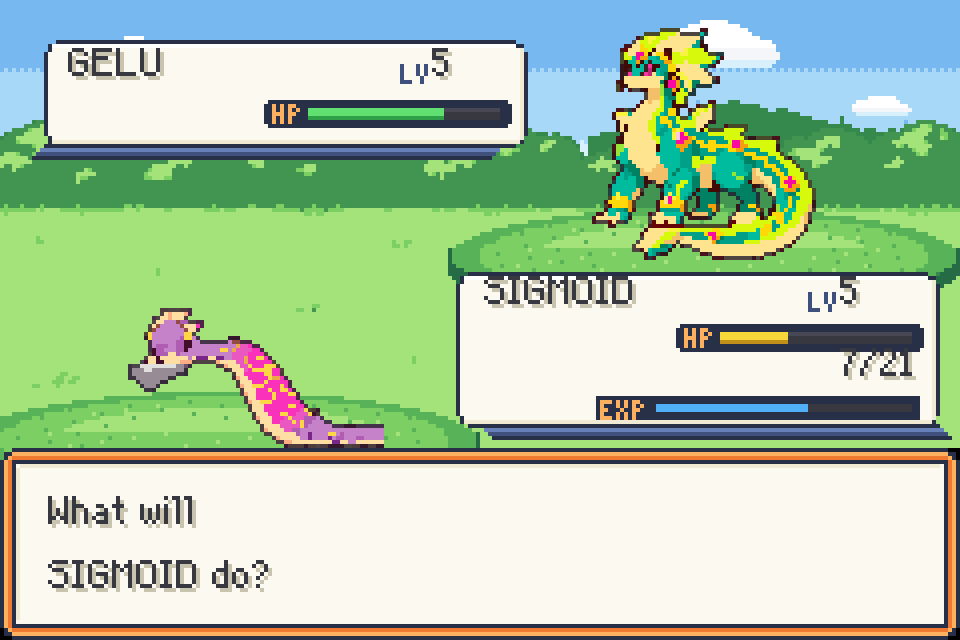 GELU Lv5
HP
SIGMOID Lv5
HP
7/21
EXP
What will
SIGMOID do?